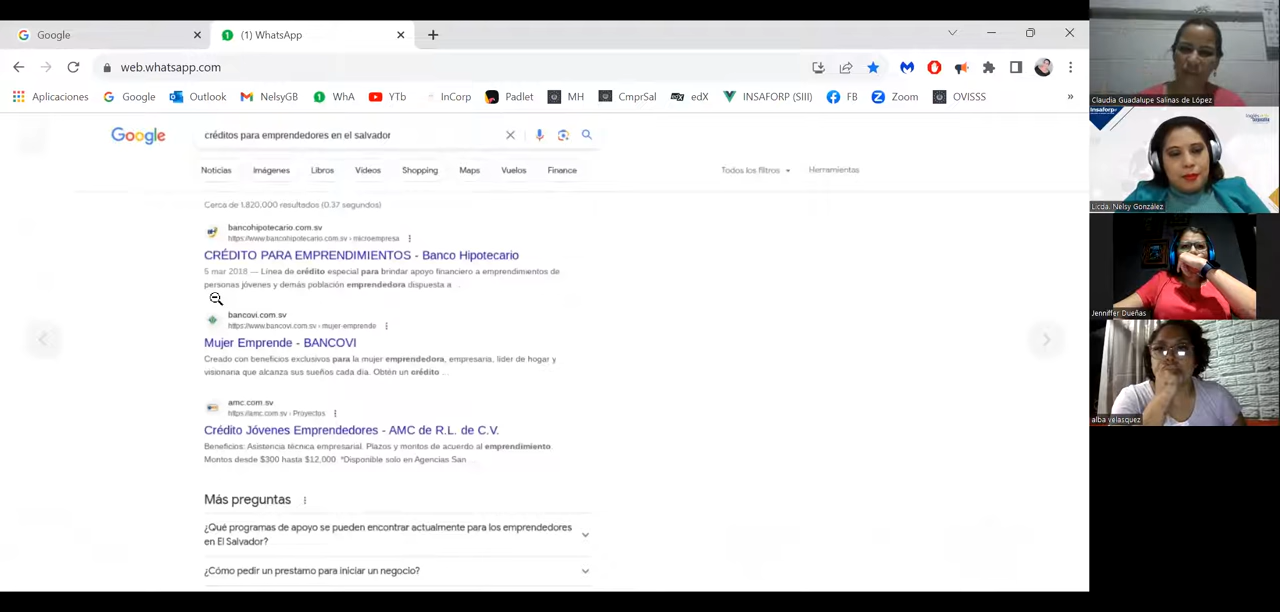 Google
(1) WhatsApp
web.whatsapp.com
Aplicaciones
Google
Outlook
NelsyGB
WhA
YTb
InCorp
Padlet
MH
CmprSal
edX
INSAFORP (SIII)
FB
Zoom
OVISSS
»
Google
créditos para emprendedores en el salvador
Noticias
Imágenes
Libros
Videos
Shopping
Maps
Vuelos
Finance
Todos los filtros
Herramientas
Cerca de 1,820,000 resultados (0.37 segundos)
bancohipotecario.com.sv
https://www.bancohipotecario.com.sv › microempresa
CRÉDITO PARA EMPRENDIMIENTOS - Banco Hipotecario
5 mar 2018 — Línea de crédito especial para brindar apoyo financiero a emprendimientos de
personas jóvenes y demás población emprendedora dispuesta a ...
bancovi.com.sv
https://www.bancovi.com.sv › mujer-emprende
Mujer Emprende - BANCOVI
Creado con beneficios exclusivos para la mujer emprendedora, empresaria, líder de hogar y
visionaria que alcanza sus sueños cada día. Obtén un crédito ...
amc.com.sv
https://amc.com.sv › Proyectos
Crédito Jóvenes Emprendedores - AMC de R.L. de C.V.
Beneficios: Asistencia técnica empresarial. Plazos y montos de acuerdo al emprendimiento.
Montos desde $300 hasta $12,000. *Disponible solo en Agencias San ...
Más preguntas
¿Qué programas de apoyo se pueden encontrar actualmente para los emprendedores
en El Salvador?
¿Cómo pedir un prestamo para iniciar un negocio?
Claudia Guadalupe Salinas de López
Insaforp
Licda. Nelsy González
Jenniffer Dueñas
alba velasquez